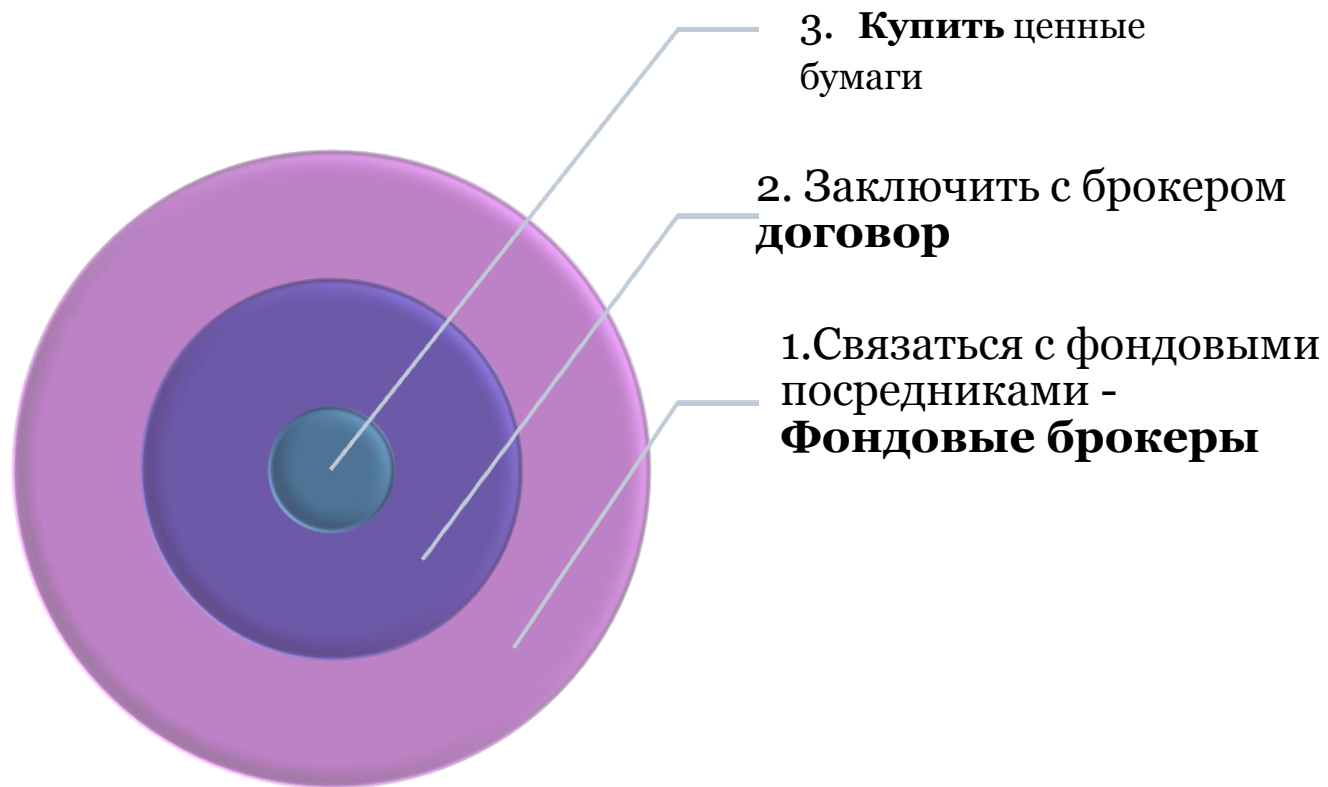 3. Купить ценные
бумаги
2. Заключить с брокером
договор
1.Связаться с фондовыми
посредниками -
Фондовые брокеры